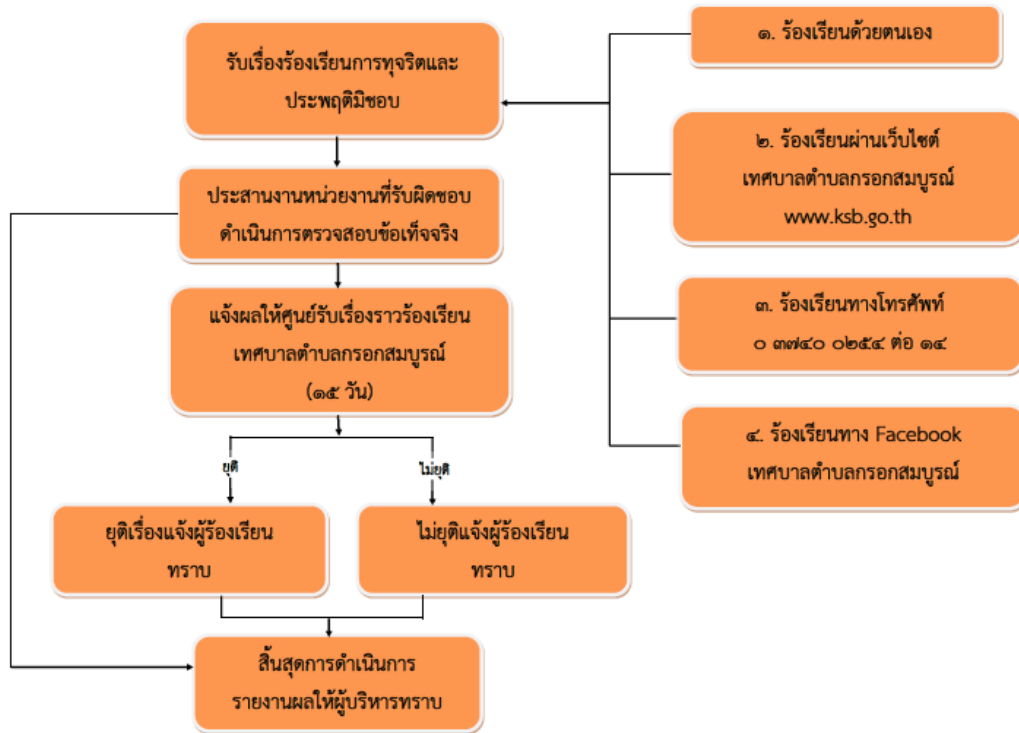 รับเรื่องร้องเรียนการทุจริตและ
ประพฤติมิชอบ
๑. ร้องเรียนด้วยตนเอง
๒. ร้องเรียนผ่านเว็บไซต์
เทศบาลตำบลกรอกสมบูรณ์
www.ksb.go.th
๓. ร้องเรียนทางโทรศัพท์
๐ ๓๗๔๐ ๐๒๕๔ ต่อ ๑๔
๔. ร้องเรียนทาง Facebook
เทศบาลตำบลกรอกสมบูรณ์
ประสานงานหน่วยงานที่รับผิดชอบ
ดำเนินการตรวจสอบข้อเท็จจริง
แจ้งผลให้ศูนย์รับเรื่องราวร้องเรียน
เทศบาลตำบลกรอกสมบูรณ์
(๑๕ วัน)
ยุติ
ไม่ยุติ
ยุติเรื่องแจ้งผู้ร้องเรียน
ทราบ
ไม่ยุติแจ้งผู้ร้องเรียน
ทราบ
สิ้นสุดการดำเนินการ
รายงานผลให้ผู้บริหารทราบ